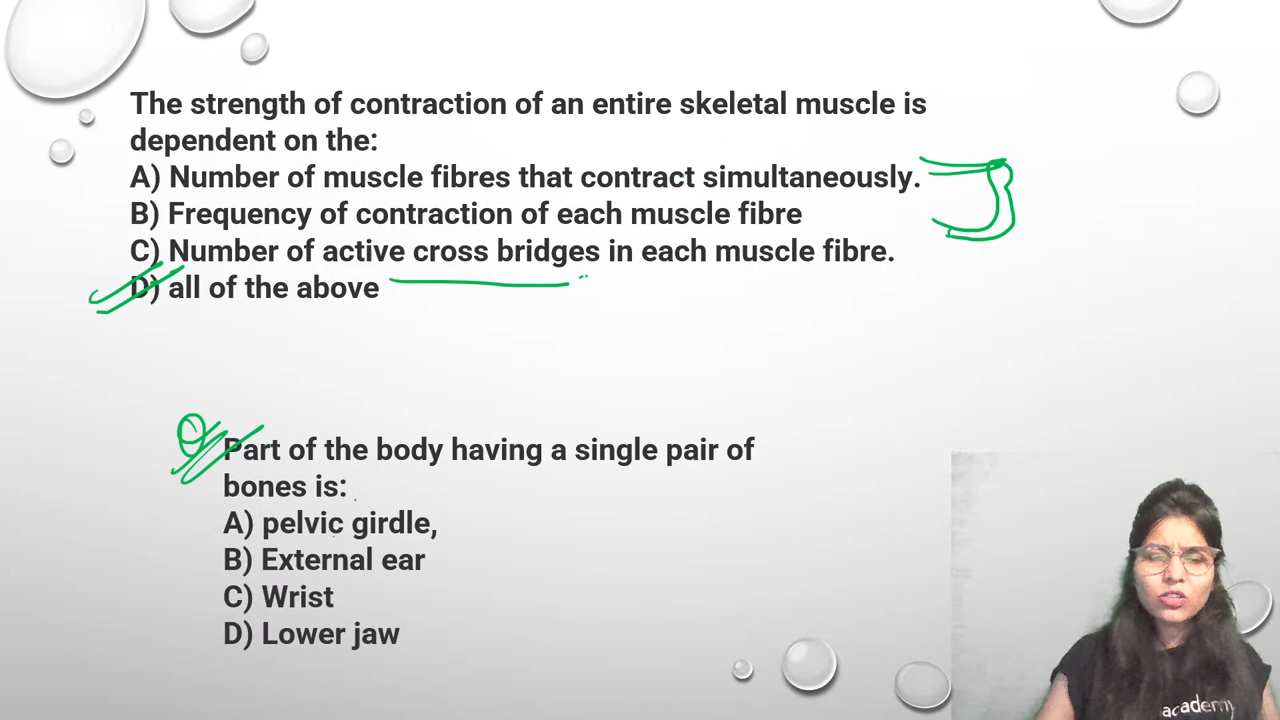 The strength of contraction of an entire skeletal muscle is
dependent on the:
A) Number of muscle fibres that contract simultaneously.
B) Frequency of contraction of each muscle fibre
C) Number of active cross bridges in each muscle fibre.
D) all of the above
Q
Part of the body having a single pair of
bones is:
A) pelvic girdle,
B) External ear
C) Wrist
D) Lower jaw
academy